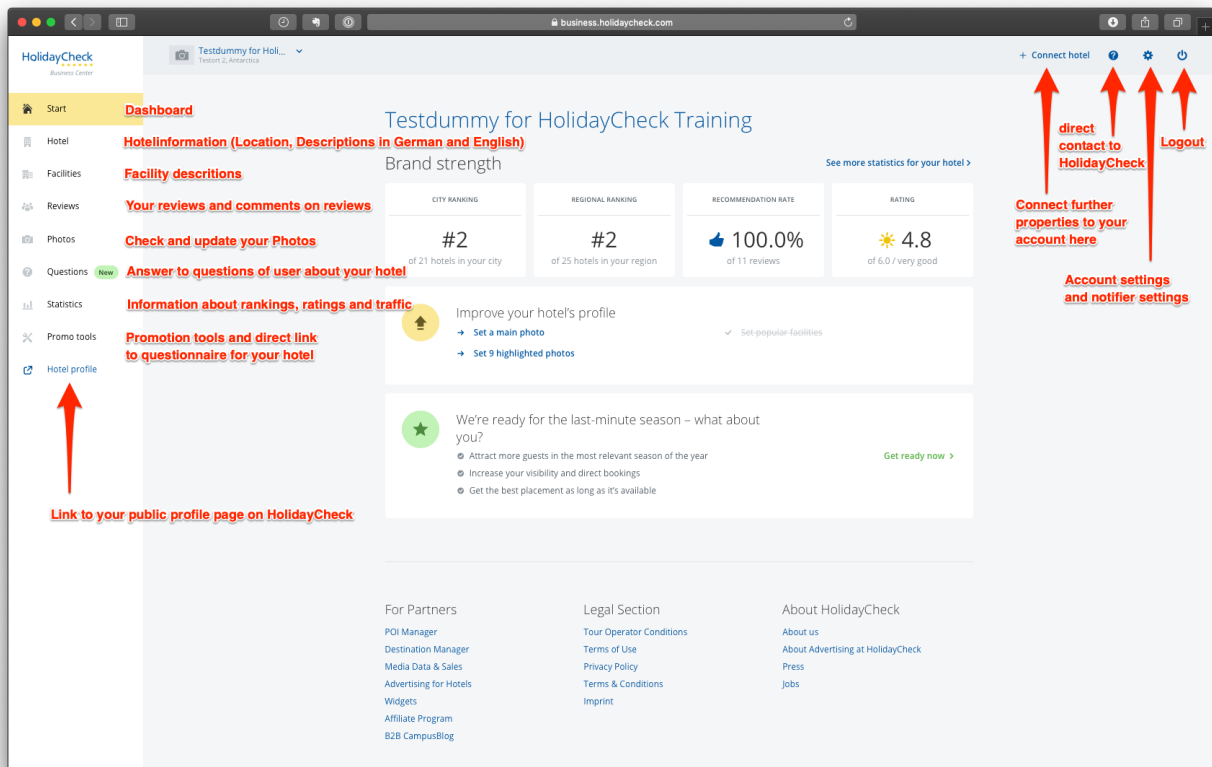 business.holidaycheck.com
HolidayCheck
Business Center
Testdummy for Holi...
Testort 2, Antarctica
+ Connect hotel
Start
Dashboard
Hotel
Hotelinformation (Location, Descriptions in German and English)
Facilities
Facility descritions
Reviews
Your reviews and comments on reviews
Photos
Check and update your Photos
Questions New
Answer to questions of user about your hotel
Statistics
Information about rankings, ratings and traffic
Promo tools
Promotion tools and direct link
to questionnaire for your hotel
Hotel profile
Link to your public profile page on HolidayCheck
direct
contact to
HolidayCheck
Logout
Connect further
properties to your
account here
Account settings
and notifier settings
Testdummy for HolidayCheck Training
Brand strength
See more statistics for your hotel >
CITY RANKING
#2
of 21 hotels in your city
REGIONAL RANKING
#2
of 25 hotels in your region
RECOMMENDATION RATE
100.0%
of 11 reviews
RATING
4.8
of 6.0 / very good
Improve your hotel's profile
→ Set a main photo
Set popular facilities
→ Set 9 highlighted photos
We're ready for the last-minute season – what about
you?
Attract more guests in the most relevant season of the year
Increase your visibility and direct bookings
Get the best placement as long as it's available
Get ready now >
For Partners
POI Manager
Destination Manager
Media Data & Sales
Advertising for Hotels
Widgets
Affiliate Program
B2B CampusBlog
Legal Section
Tour Operator Conditions
Terms of Use
Privacy Policy
Terms & Conditions
Imprint
About HolidayCheck
About us
About Advertising at HolidayCheck
Press
Jobs